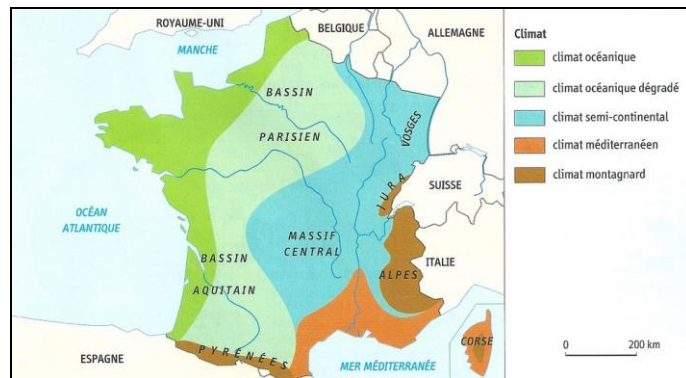 ROYAUME-UNI
BELGIQUE
ALLEMAGNE
MANCHE
BASSIN
PARISIEN
VOSGES
JURA
SUISSE
OCÉAN
ATLANTIQUE
MASSIF
CENTRAL
BASSIN
AQUITAIN
ALPES
ITALIE
PYRÉNÉES
ESPAGNE
MER MÉDITERRANÉE
CORSE
Climat
climat océanique
climat océanique dégradé
climat semi-continental
climat méditerranéen
climat montagnard
0 200 km